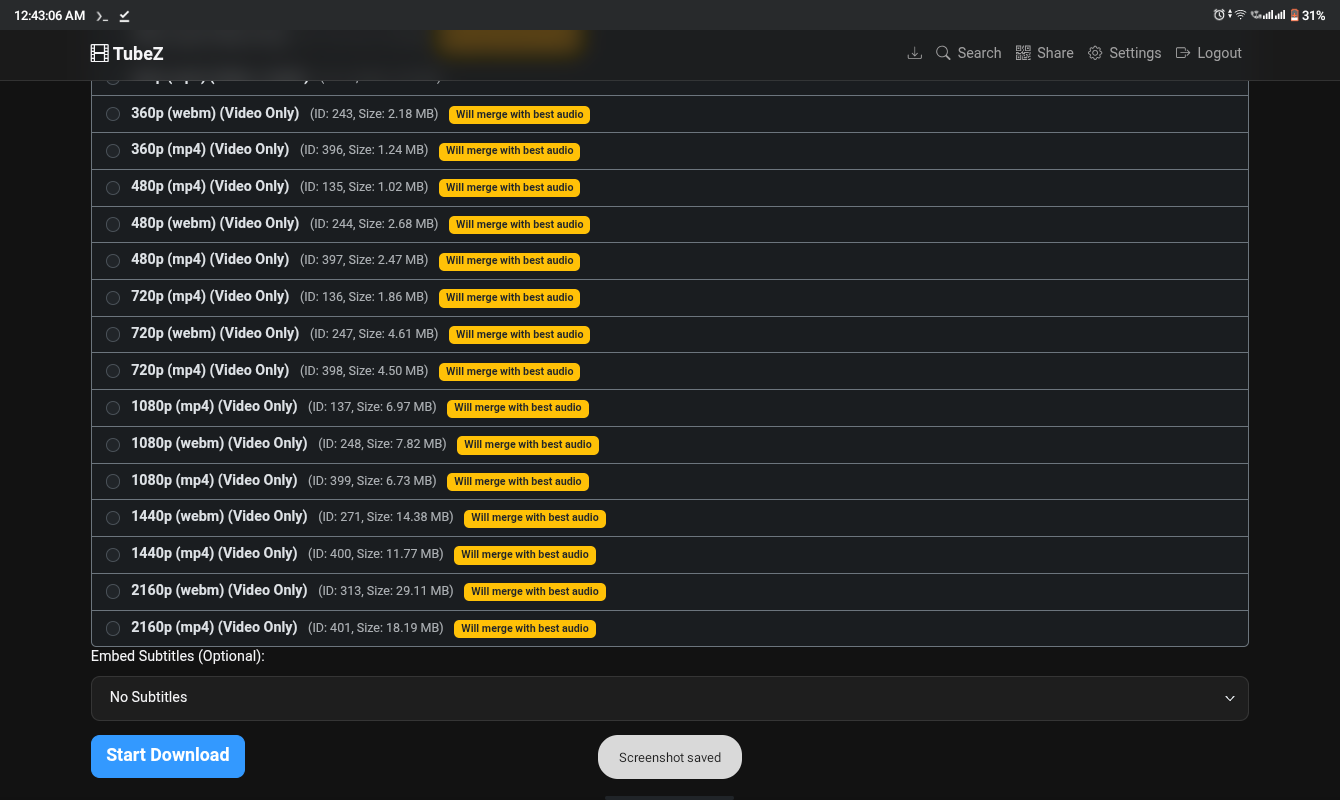 12:43:06 AM
31%
TubeZ
Search
Share
Settings
Logout
360p (webm) (Video Only) (ID: 243, Size: 2.18 MB) Will merge with best audio
360p (mp4) (Video Only) (ID: 396, Size: 1.24 MB) Will merge with best audio
480p (mp4) (Video Only) (ID: 135, Size: 1.02 MB) Will merge with best audio
480p (webm) (Video Only) (ID: 244, Size: 2.68 MB) Will merge with best audio
480p (mp4) (Video Only) (ID: 397, Size: 2.47 MB) Will merge with best audio
720p (mp4) (Video Only) (ID: 136, Size: 1.86 MB) Will merge with best audio
720p (webm) (Video Only) (ID: 247, Size: 4.61 MB) Will merge with best audio
720p (mp4) (Video Only) (ID: 398, Size: 4.50 MB) Will merge with best audio
1080p (mp4) (Video Only) (ID: 137, Size: 6.97 MB) Will merge with best audio
1080p (webm) (Video Only) (ID: 248, Size: 7.82 MB) Will merge with best audio
1080p (mp4) (Video Only) (ID: 399, Size: 6.73 MB) Will merge with best audio
1440p (webm) (Video Only) (ID: 271, Size: 14.38 MB) Will merge with best audio
1440p (mp4) (Video Only) (ID: 400, Size: 11.77 MB) Will merge with best audio
2160p (webm) (Video Only) (ID: 313, Size: 29.11 MB) Will merge with best audio
2160p (mp4) (Video Only) (ID: 401, Size: 18.19 MB) Will merge with best audio
Embed Subtitles (Optional):
No Subtitles
Start Download
Screenshot saved